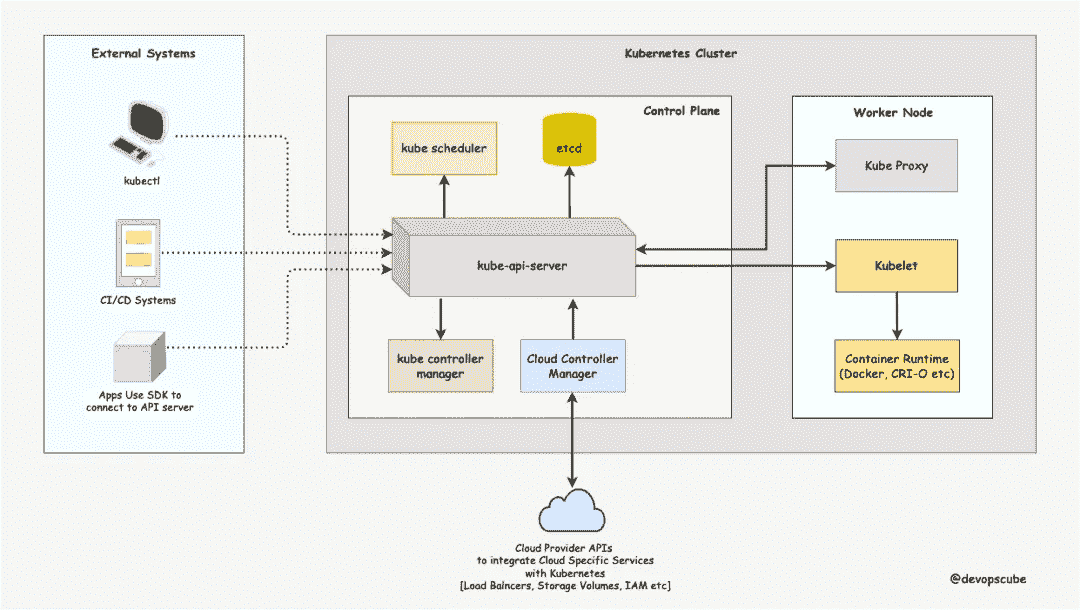 External Systems
kubectl
CI/CD Systems
Apps Use SDK to
connect to API server
Kubernetes Cluster
Control Plane
kube scheduler
etcd
kube-api-server
kube controller
manager
Cloud Controller
Manager
Worker Node
Kube Proxy
Kubelet
Container Runtime
(Docker, CRI-O etc)
Cloud Provider APIs
to integrate Cloud Specific Services
with Kubernetes
[Load Balncers, Storage Volumes, IAM etc]
@devopscube